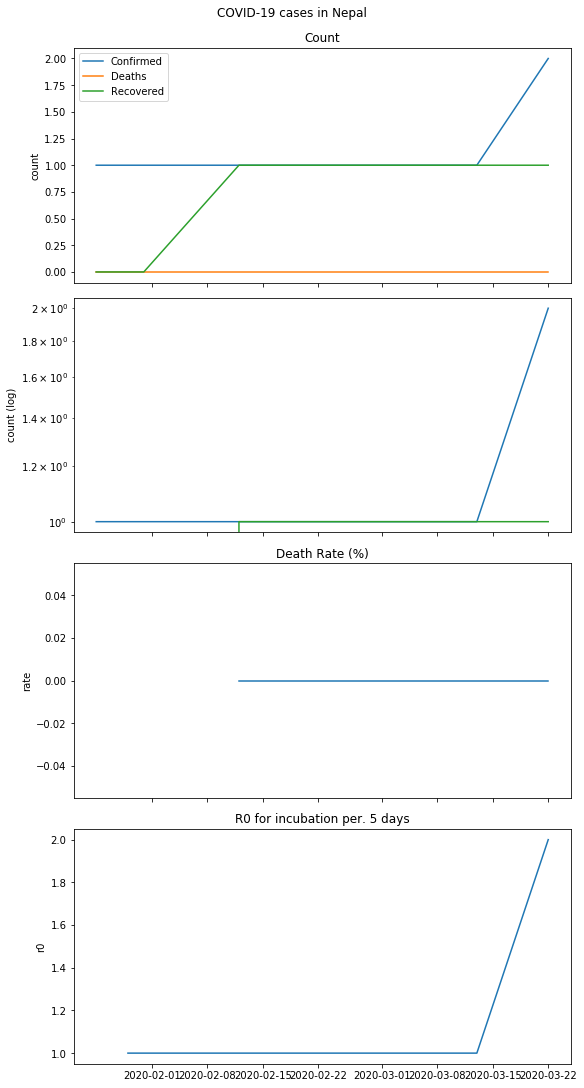 COVID-19 cases in Nepal
Count
Confirmed
Deaths
Recovered
2.00
1.75
1.50
1.25
1.00
0.75
0.50
0.25
0.00
count
2 × 10⁰
1.8 × 10⁰
1.6 × 10⁰
1.4 × 10⁰
1.2 × 10⁰
10⁰
count (log)
Death Rate (%)
0.04
0.02
0.00
−0.02
−0.04
rate
R0 for incubation per. 5 days
2.0
1.8
1.6
1.4
1.2
1.0
r0
2020-02-01 2020-02-08 2020-02-15 2020-02-22 2020-03-01 2020-03-08 2020-03-15 2020-03-22